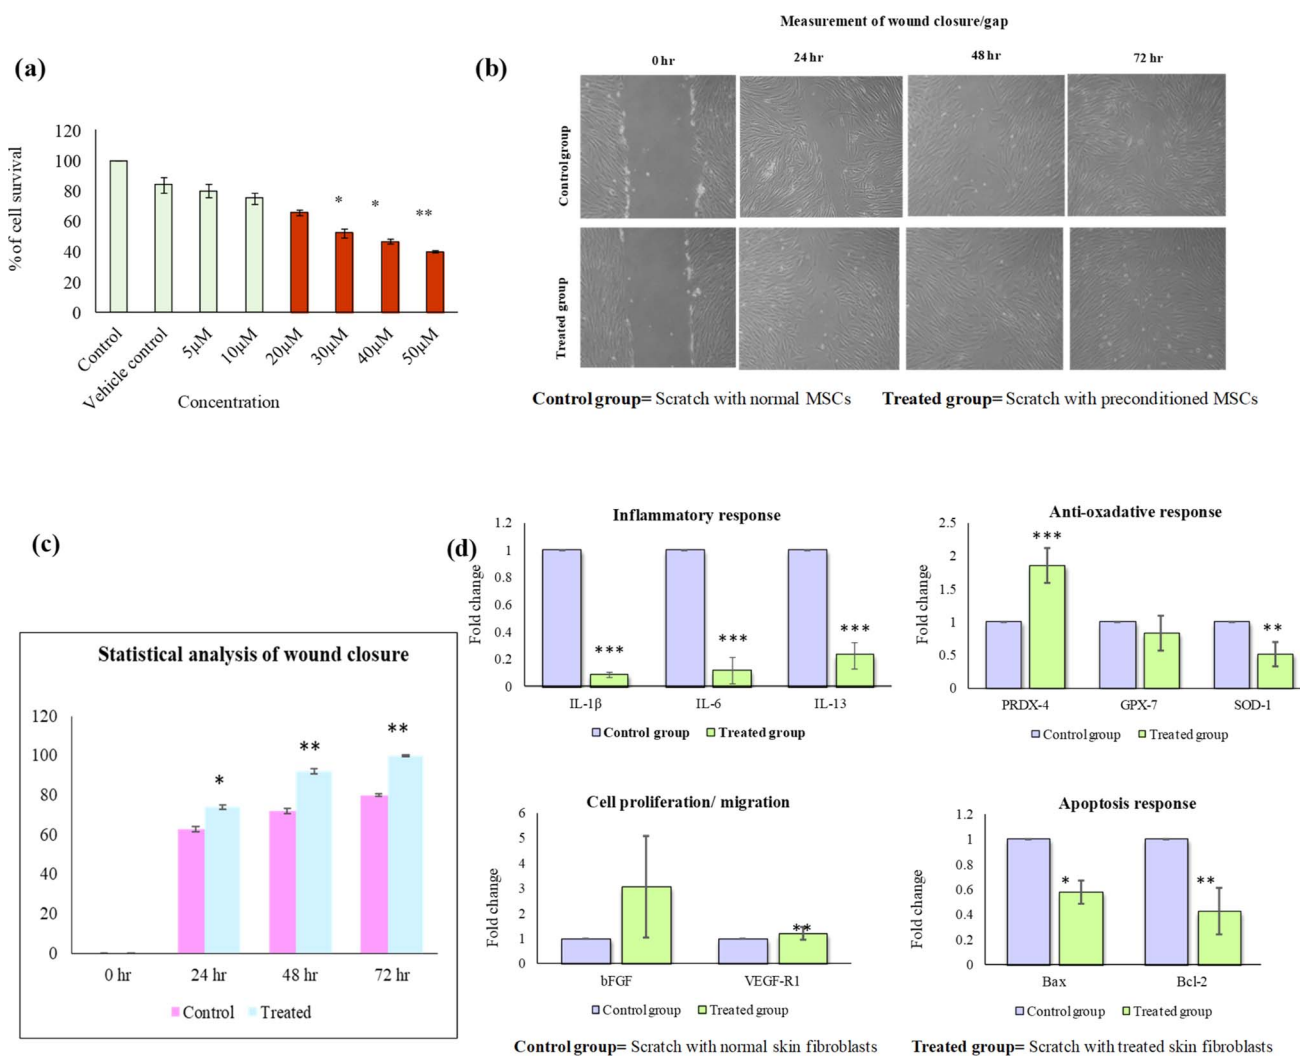 (a)
% of cell survival
120
100
80
60
40
20
0
*
*
**
Control
Vehicle control
5µM
10µM
20µM
30µM
40µM
50µM
Concentration
Measurement of wound closure/gap
(b)
0 hr
24 hr
48 hr
72 hr
Control group
Treated group
Control group= Scratch with normal MSCs
Treated group= Scratch with preconditioned MSCs
(c)
Statistical analysis of wound closure
120
100
80
60
40
20
0
*
**
**
0 hr
24 hr
48 hr
72 hr
Control
Treated
(d)
Inflammatory response
Fold change
1.2
1
0.8
0.6
0.4
0.2
0
***
***
***
IL-1β
IL-6
IL-13
Control group
Treated group
Anti-oxadative response
Fold change
2.5
2
1.5
1
0.5
0
***
**
PRDX-4
GPX-7
SOD-1
Control group
Treated group
Cell proliferation/ migration
Fold change
6
5
4
3
2
1
0
**
bFGF
VEGF-R1
Control group
Treated group
Apoptosis response
Fold change
1.2
1
0.8
0.6
0.4
0.2
0
*
**
Bax
Bcl-2
Control group
Treated group
Control group= Scratch with normal skin fibroblasts
Treated group= Scratch with treated skin fibroblasts